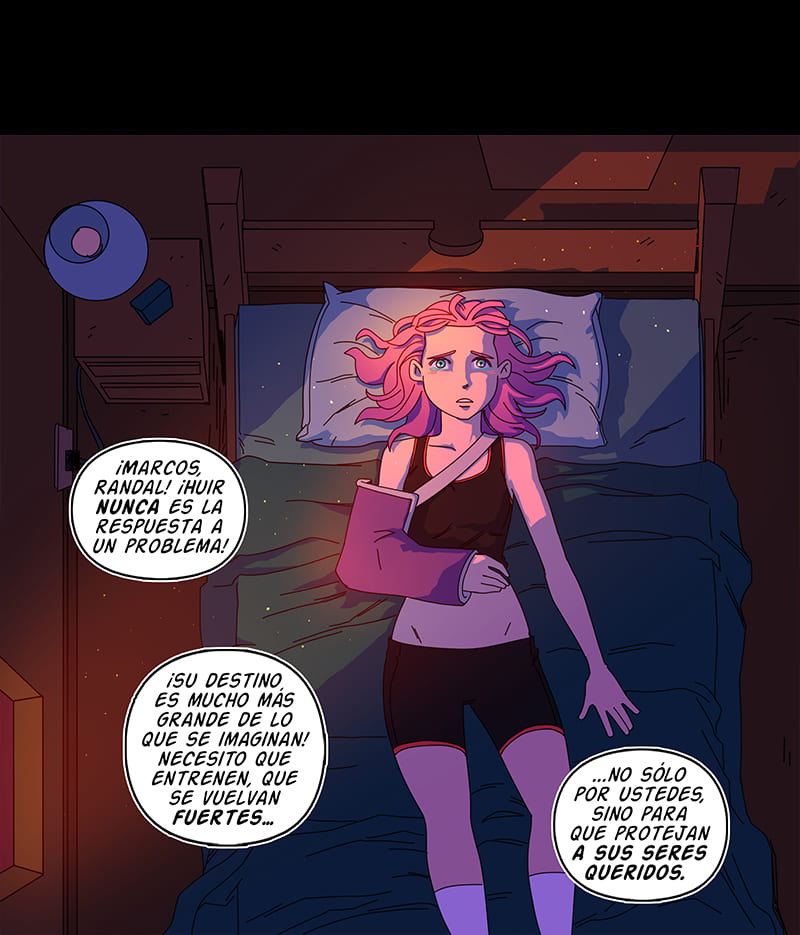 ¡MARCOS,
RANDAL! ¡HUIR
NUNCA ES LA
RESPUESTA A
UN PROBLEMA!
¡SU DESTINO,
ES MUCHO MÁS
GRANDE DE LO
QUE SE IMAGINAN!
NECESITO QUE
ENTRENEN, QUE
SE VUELVAN
FUERTES...
...NO SÓLO
POR USTEDES,
SINO PARA
QUE PROTEJAN
A SUS SERES
QUERIDOS.